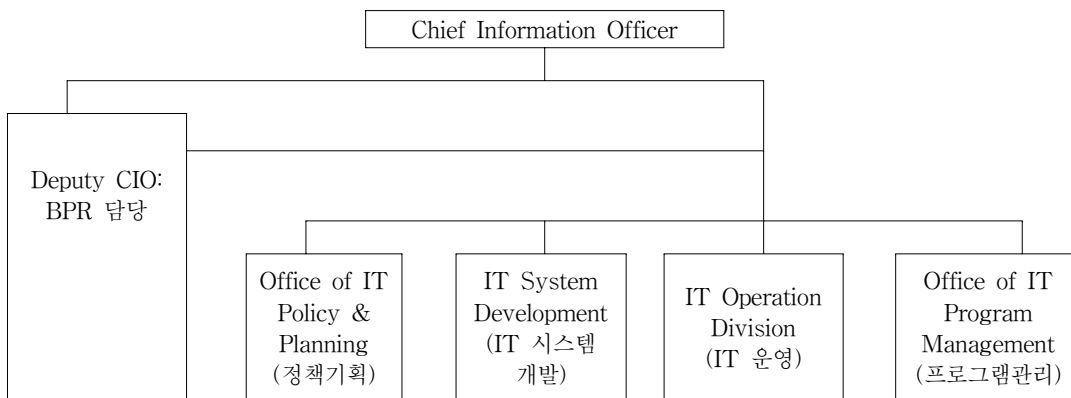 Chief Information Officer
Deputy CIO:
BPR 담당
Office of IT
Policy &
Planning
(정책기획)
IT System
Development
(IT 시스템
개발)
IT Operation
Division
(IT 운영)
Office of IT
Program
Management
(프로그램관리)